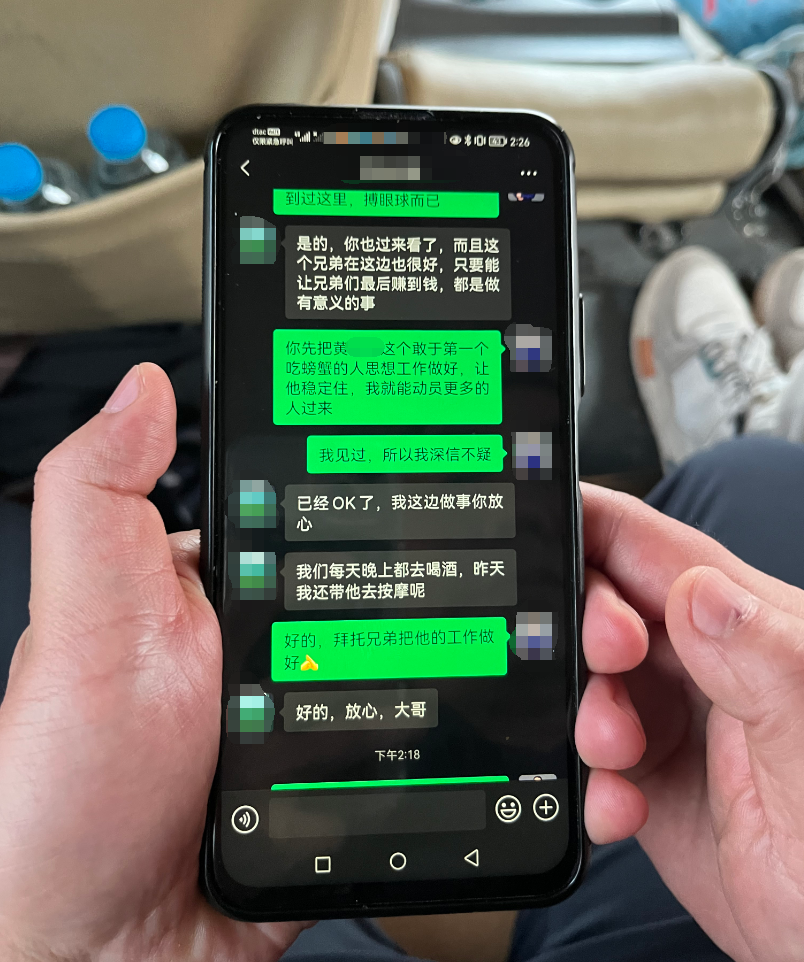 dtac
仅限紧急呼叫
63
2:26
到过这里，搏眼球而已
是的，你也过来看了，而且这
个兄弟在这边也很好，只要能
让兄弟们最后赚到钱，都是做
有意义的事
你先把黄 这个敢于第一个
吃螃蟹的人思想工作做好，让
他稳定住，我就能动员更多的
人过来
我见过，所以我深信不疑
已经OK了，我这边做事你放
心
我们每天晚上都去喝酒，昨天
我还带他去按摩呢
好的，拜托兄弟把他的工作做
好👍
好的，放心，大哥
下午2:18